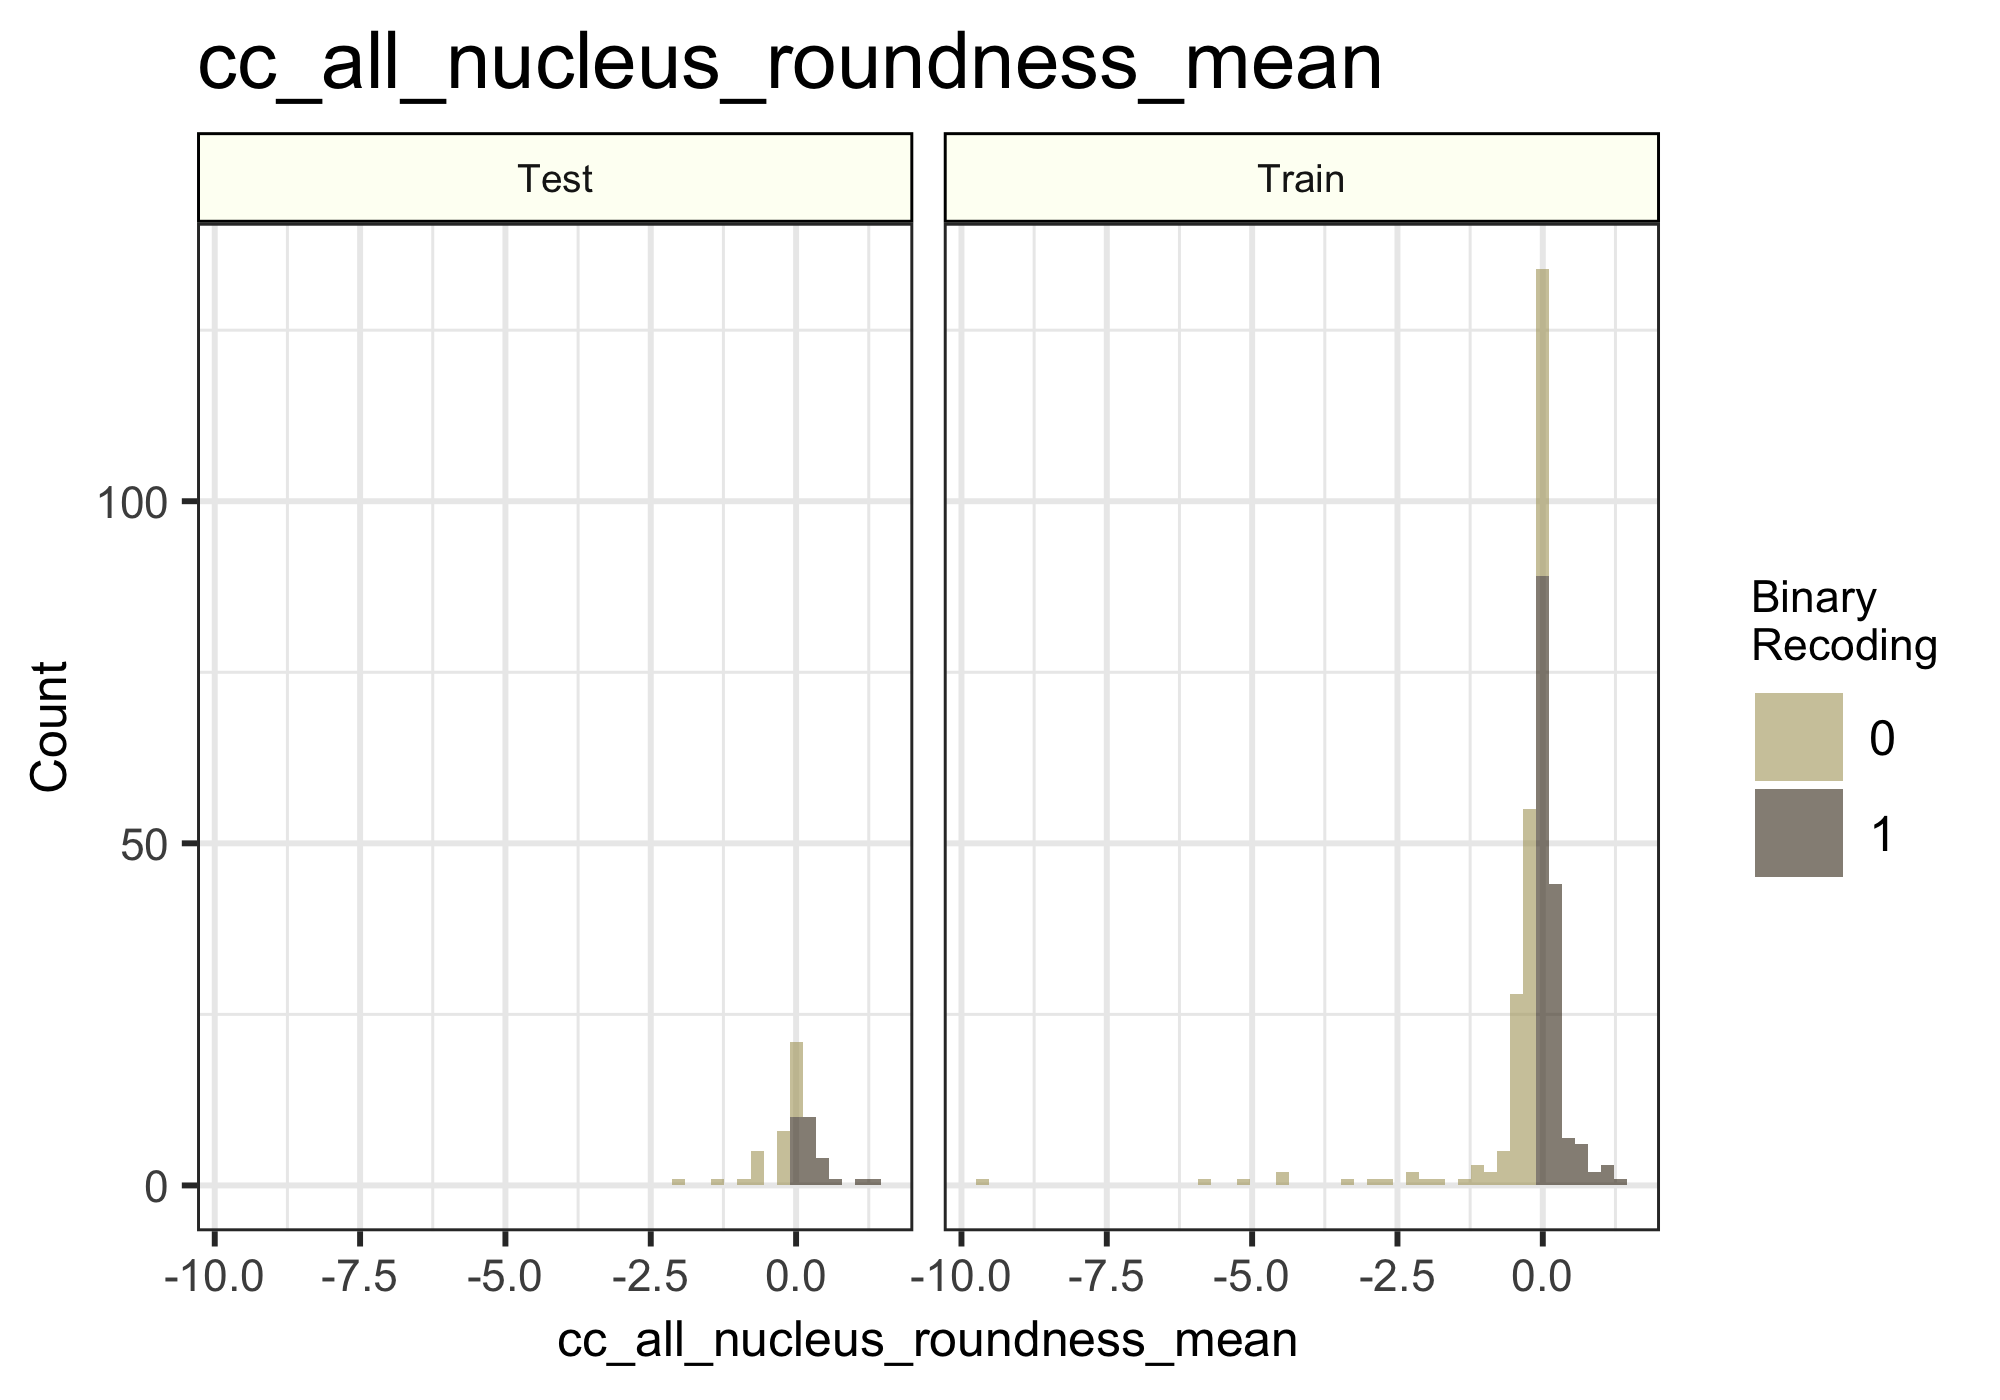 cc_all_nucleus_roundness_mean
Test
Train
100
50
0
Count
-10.0 -7.5 -5.0 -2.5 0.0
-10.0 -7.5 -5.0 -2.5 0.0
cc_all_nucleus_roundness_mean
Binary
Recoding
0
1